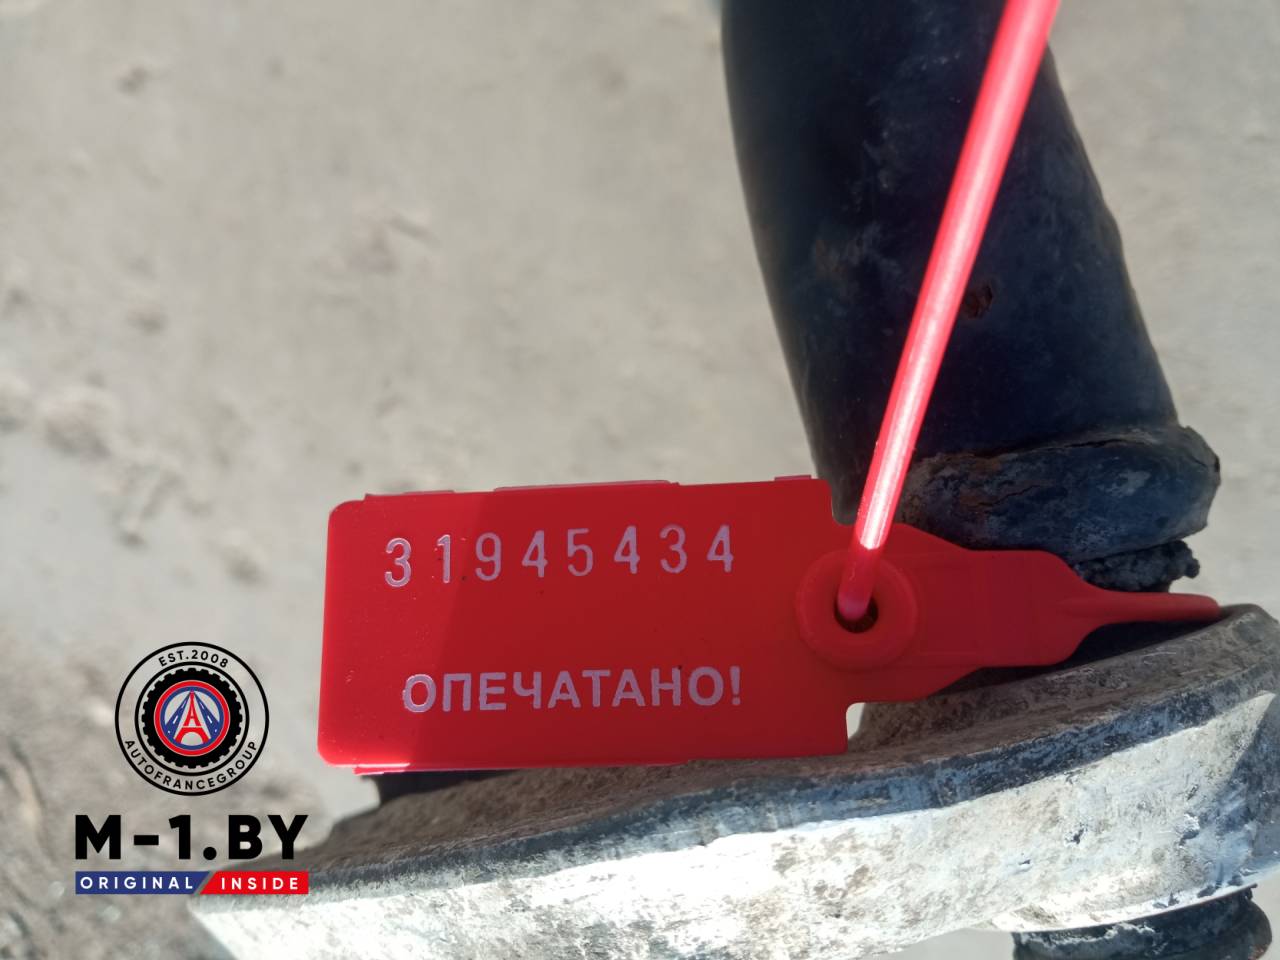 31945434
ОПЕЧАТАНО!
EST.2008
AUTOFRANCEGROUP
M-1.BY
ORIGINAL INSIDE